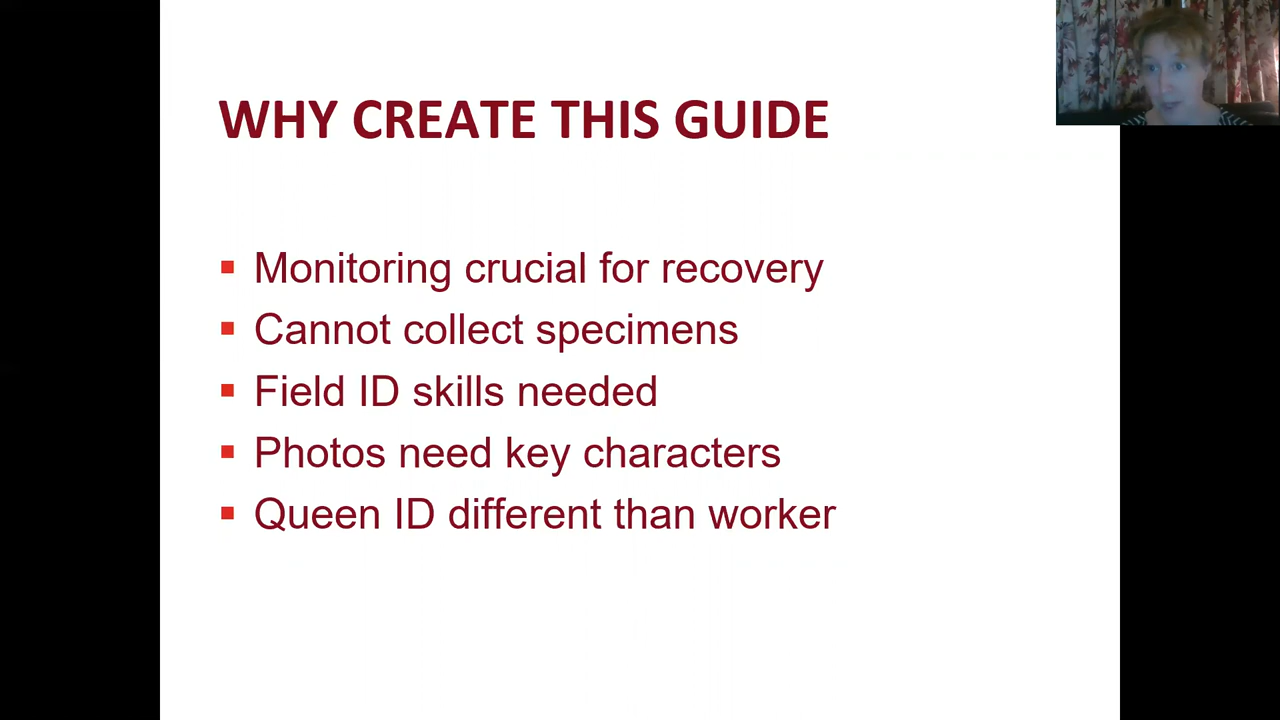 WHY CREATE THIS GUIDE
Monitoring crucial for recovery
Cannot collect specimens
Field ID skills needed
Photos need key characters
Queen ID different than worker